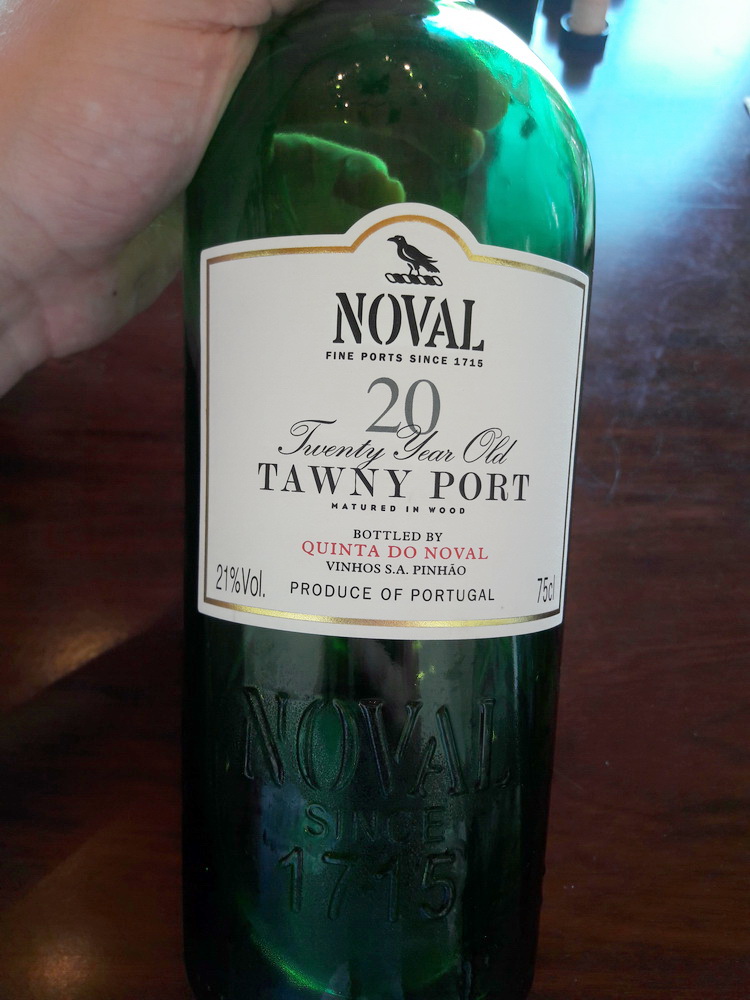 NOVAL
FINE PORTS SINCE 1715
20
Twenty Year Old
TAWNY PORT
MATURED IN WOOD
BOTTLED BY
QUINTA DO NOVAL
VINHOS S.A. PINHÃO
21%Vol. PRODUCE OF PORTUGAL 75cl
NOVAL
SINCE
1715